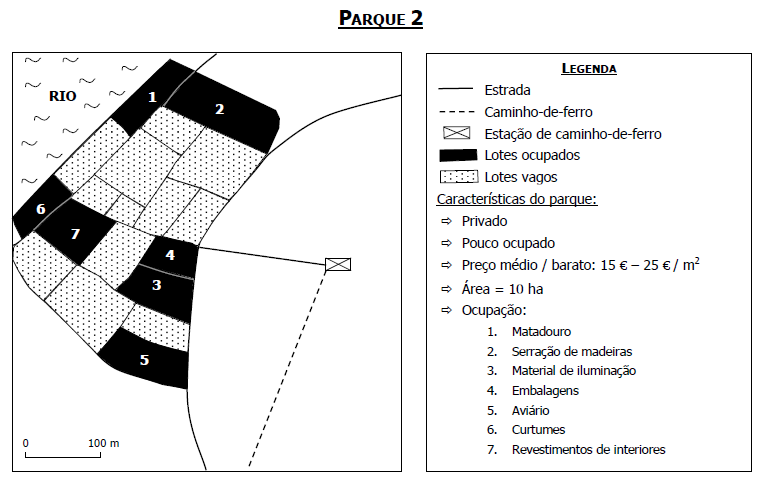 PARQUE 2
RIO
1
2
6
7
4
3
5
0 100 m
LEGENDA
Estrada
Caminho-de-ferro
Estação de caminho-de-ferro
Lotes ocupados
Lotes vagos
Características do parque:
⇨ Privado
⇨ Pouco ocupado
⇨ Preço médio / barato: 15 € – 25 € / m²
⇨ Área = 10 ha
⇨ Ocupação:
1. Matadouro
2. Serração de madeiras
3. Material de iluminação
4. Embalagens
5. Aviário
6. Curtumes
7. Revestimentos de interiores